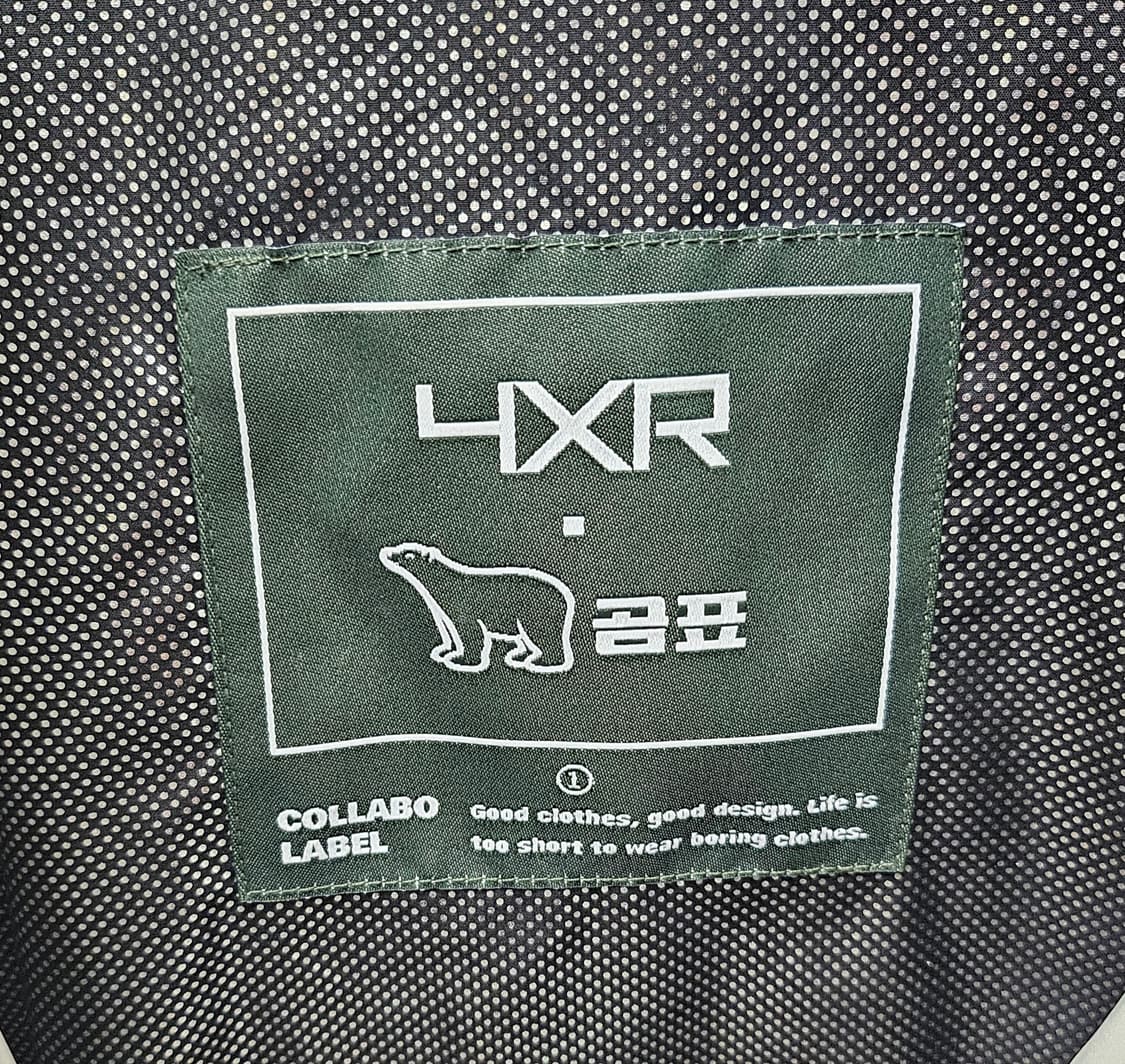 4XR
곰표
①
COLLABO
LABEL
Good clothes, good design. Life is
too short to wear boring clothes.